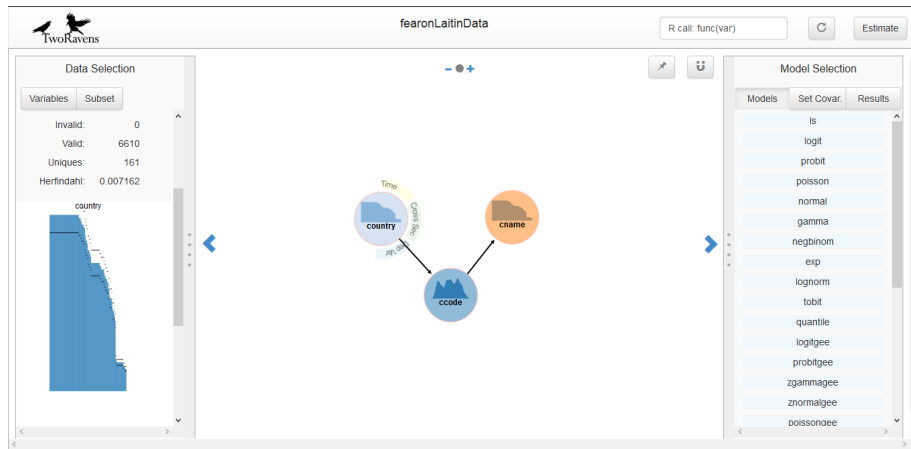 fearonLaitinData
TwoRavens
R call: func(var)
Estimate
Data Selection
Variables Subset
Invalid: 0
Valid: 6610
Uniques: 161
Herfindahl: 0.007162
country
Time
Cross Sec
Dep Var
country
cname
ccode
Model Selection
Models Set Covar. Results
ls
logit
probit
poisson
normal
gamma
negbinom
exp
lognorm
tobit
quantile
logitgee
probitgee
zgammagee
znormalgee
poissongee